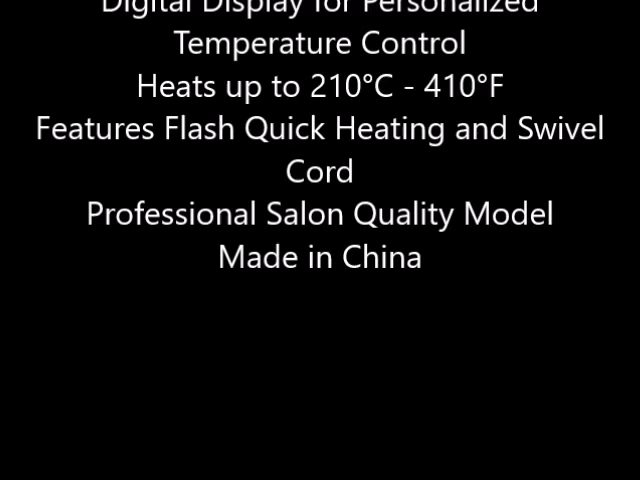 Digital Display for Personalized
Temperature Control
Heats up to 210°C - 410°F
Features Flash Quick Heating and Swivel
Cord
Professional Salon Quality Model
Made in China